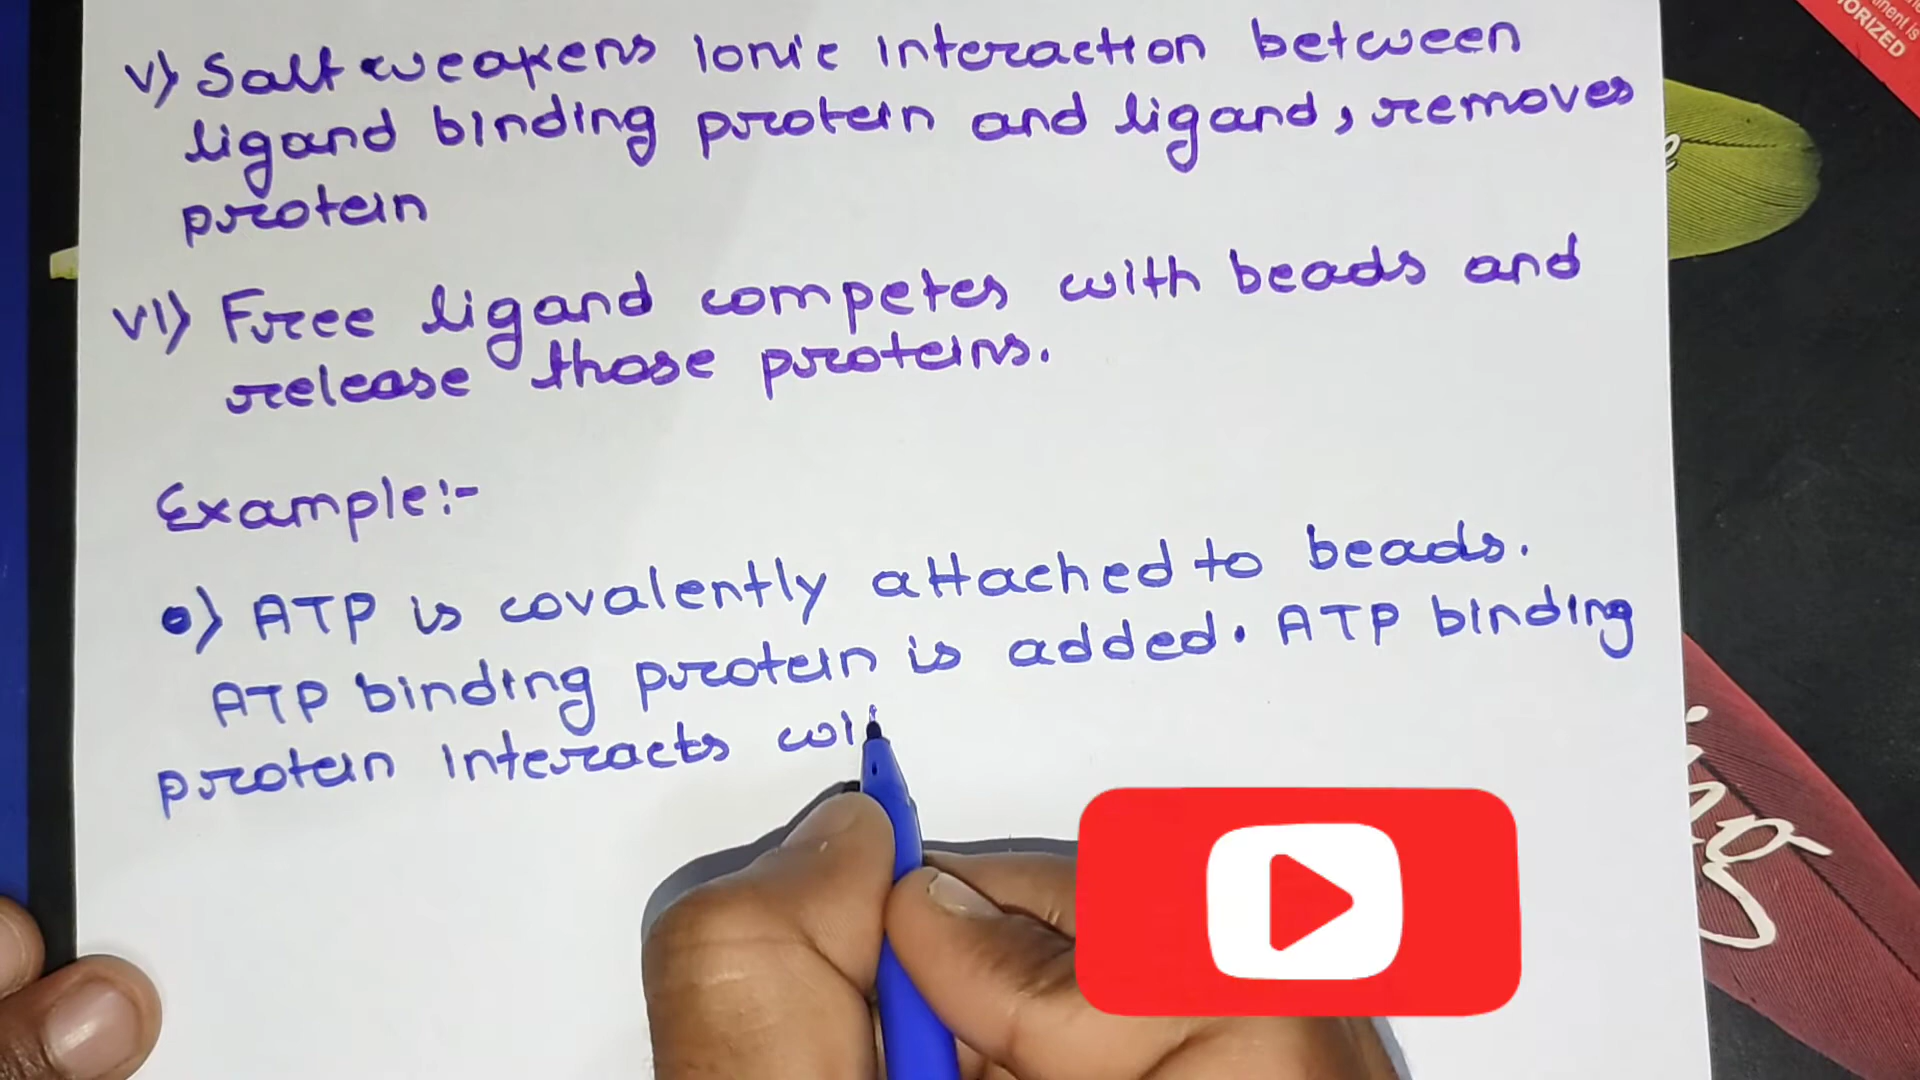 v) Salt weakens ionic interaction between
ligand binding protein and ligand, removes
protein
vi) Free ligand competes with beads and
release those proteins.
Example:-
•) ATP is covalently attached to beads.
ATP binding protein is added. ATP binding
protein interacts wi
ORIZED